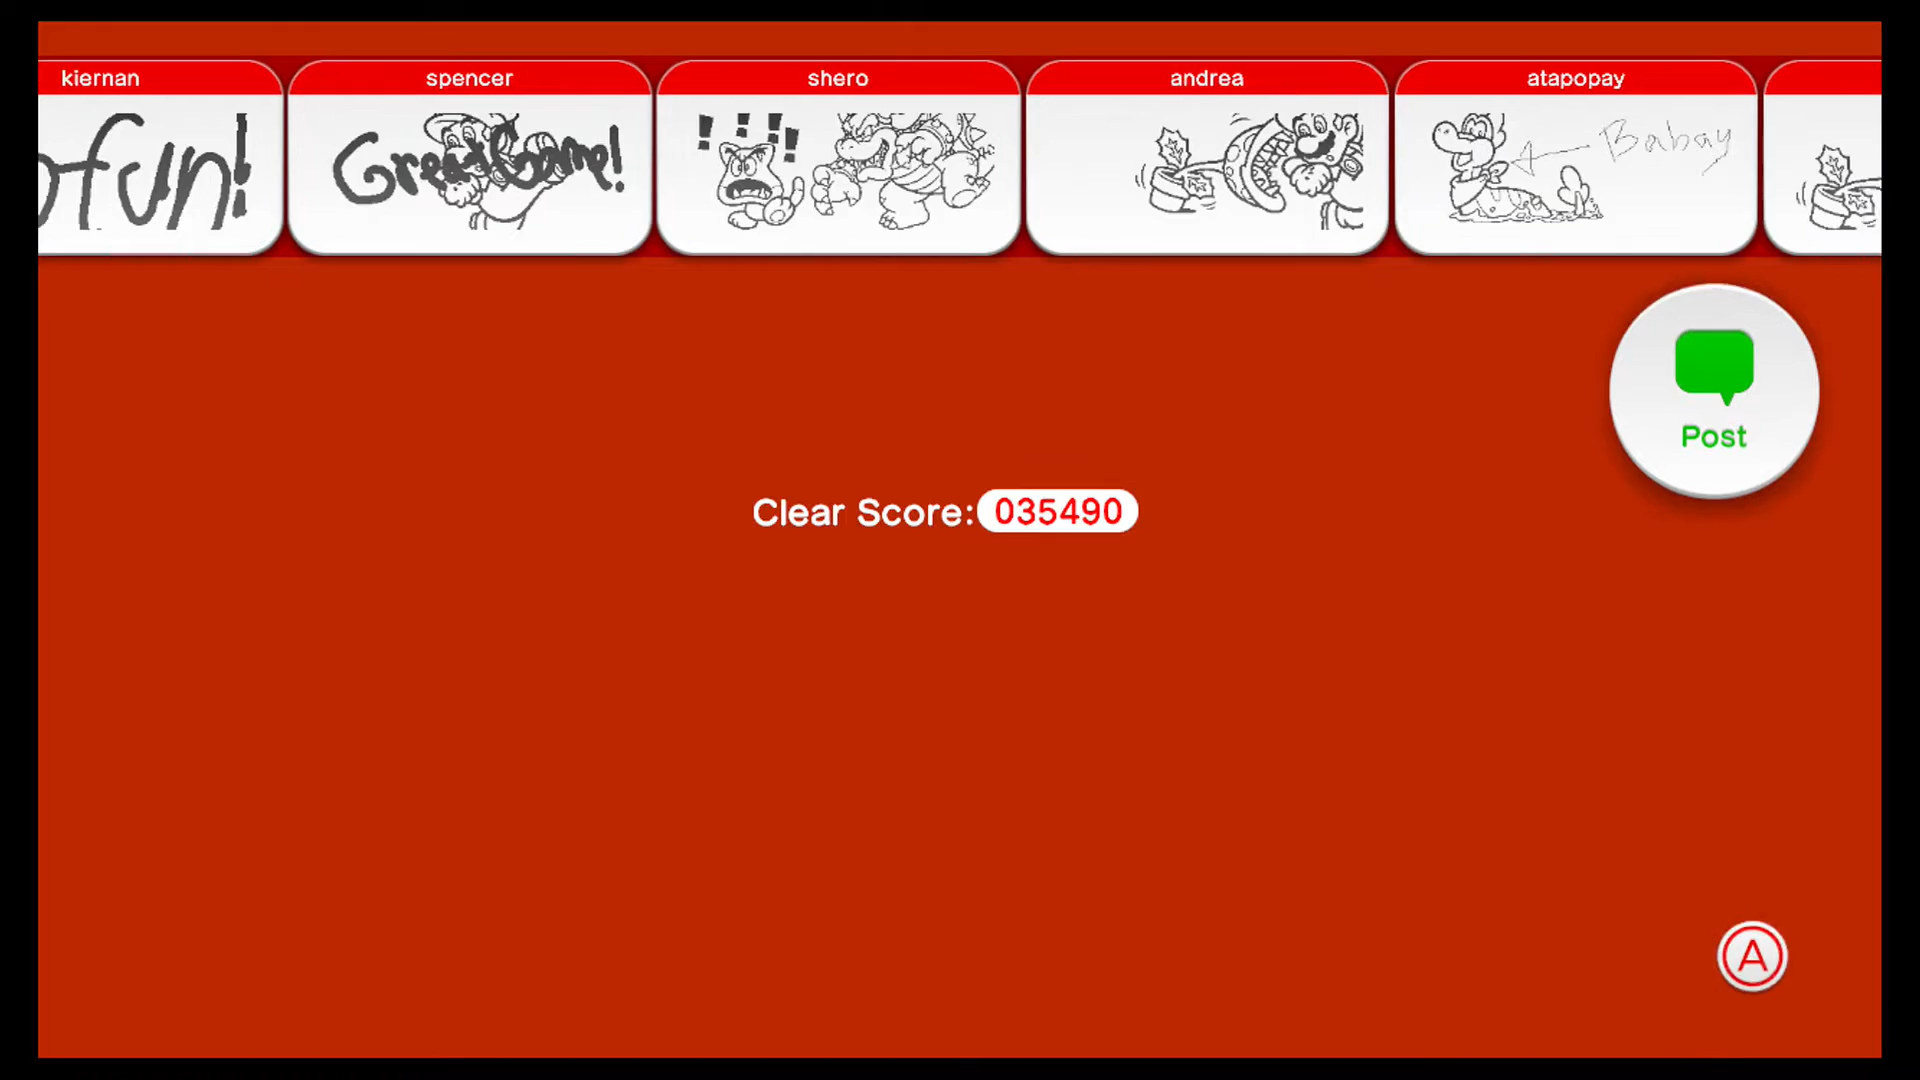 kiernan
spencer
shero
andrea
atapopay
fun!
Great Game!
! ! ! !
Babay
Post
Clear Score: 035490
A